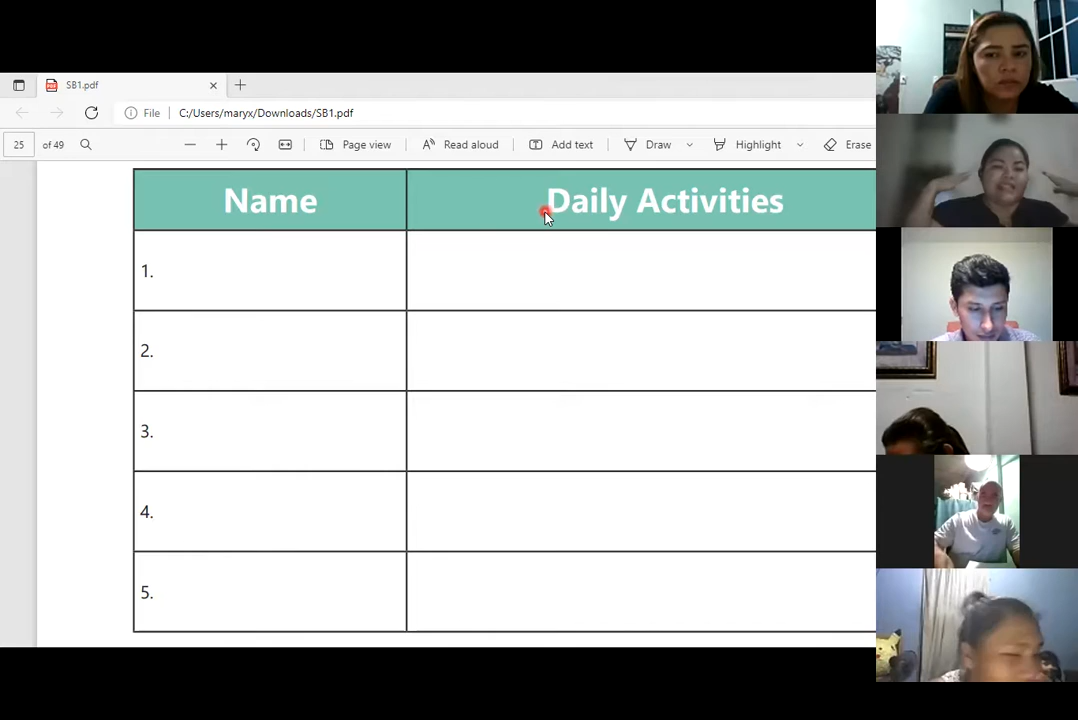 SB1.pdf
File C:/Users/maryx/Downloads/SB1.pdf
25 of 49 Page view Read aloud Add text Draw Highlight Erase
Name Daily Activities
1.
2.
3.
4.
5.